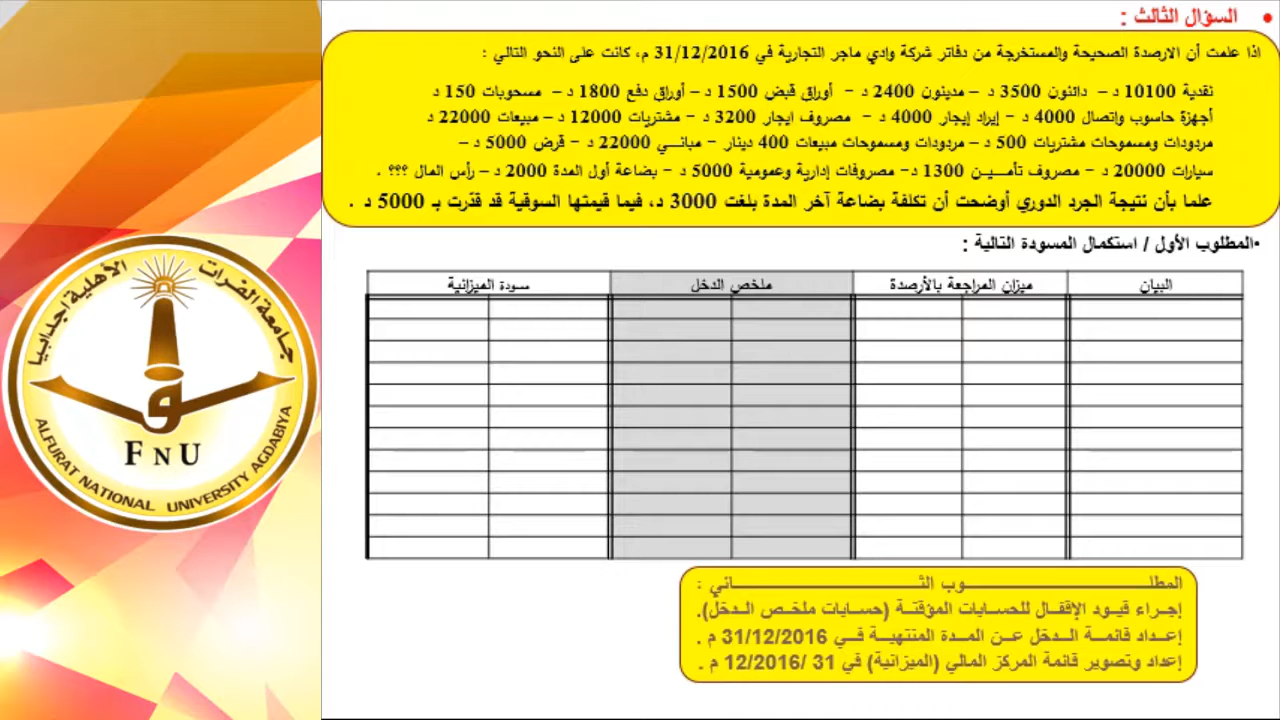 • السؤال الثالث :
اذا علمت أن الارصدة الصحيحة والمستخرجة من دفاتر شركة وادي ماجر التجارية في 31/12/2016 م، كانت على النحو التالي :
نقدية 10100 د – دائنون 3500 د – مدينون 2400 د - أوراق قبض 1500 د – أوراق دفع 1800 د – مسحوبات 150 د
أجهزة حاسوب واتصال 4000 د - إيراد إيجار 4000 د - مصروف ايجار 3200 د - مشتريات 12000 د – مبيعات 22000 د
مردودات ومسموحات مشتريات 500 د – مردودات ومسموحات مبيعات 400 دينار - مباني 22000 د - قرض 5000 د –
سيارات 20000 د - مصروف تأمين 1300 د- مصروفات إدارية وعمومية 5000 د - بضاعة أول المدة 2000 د – رأس المال ؟؟؟ .
علما بأن نتيجة الجرد الدوري أوضحت أن تكلفة بضاعة آخر المدة بلغت 3000 د، فيما قيمتها السوقية قد قدّرت بـ 5000 د .
•المطلوب الأول / استكمال المسودة التالية :
البيان ميزان المراجعة بالأرصدة ملخص الدخل سودة الميزانية
المطلوب الثاني :
إجراء قيود الإقفال للحسابات المؤقتة (حسابات ملخص الدخل).
إعداد قائمة الدخل عن المدة المنتهية في 31/12/2016 م .
إعداد وتصوير قائمة المركز المالي (الميزانية) في 31 /12/2016 م .
جامعة الفرات الأهلية إجدابيا
FNU
ALFURAT NATIONAL UNIVERSITY AGDABIYA